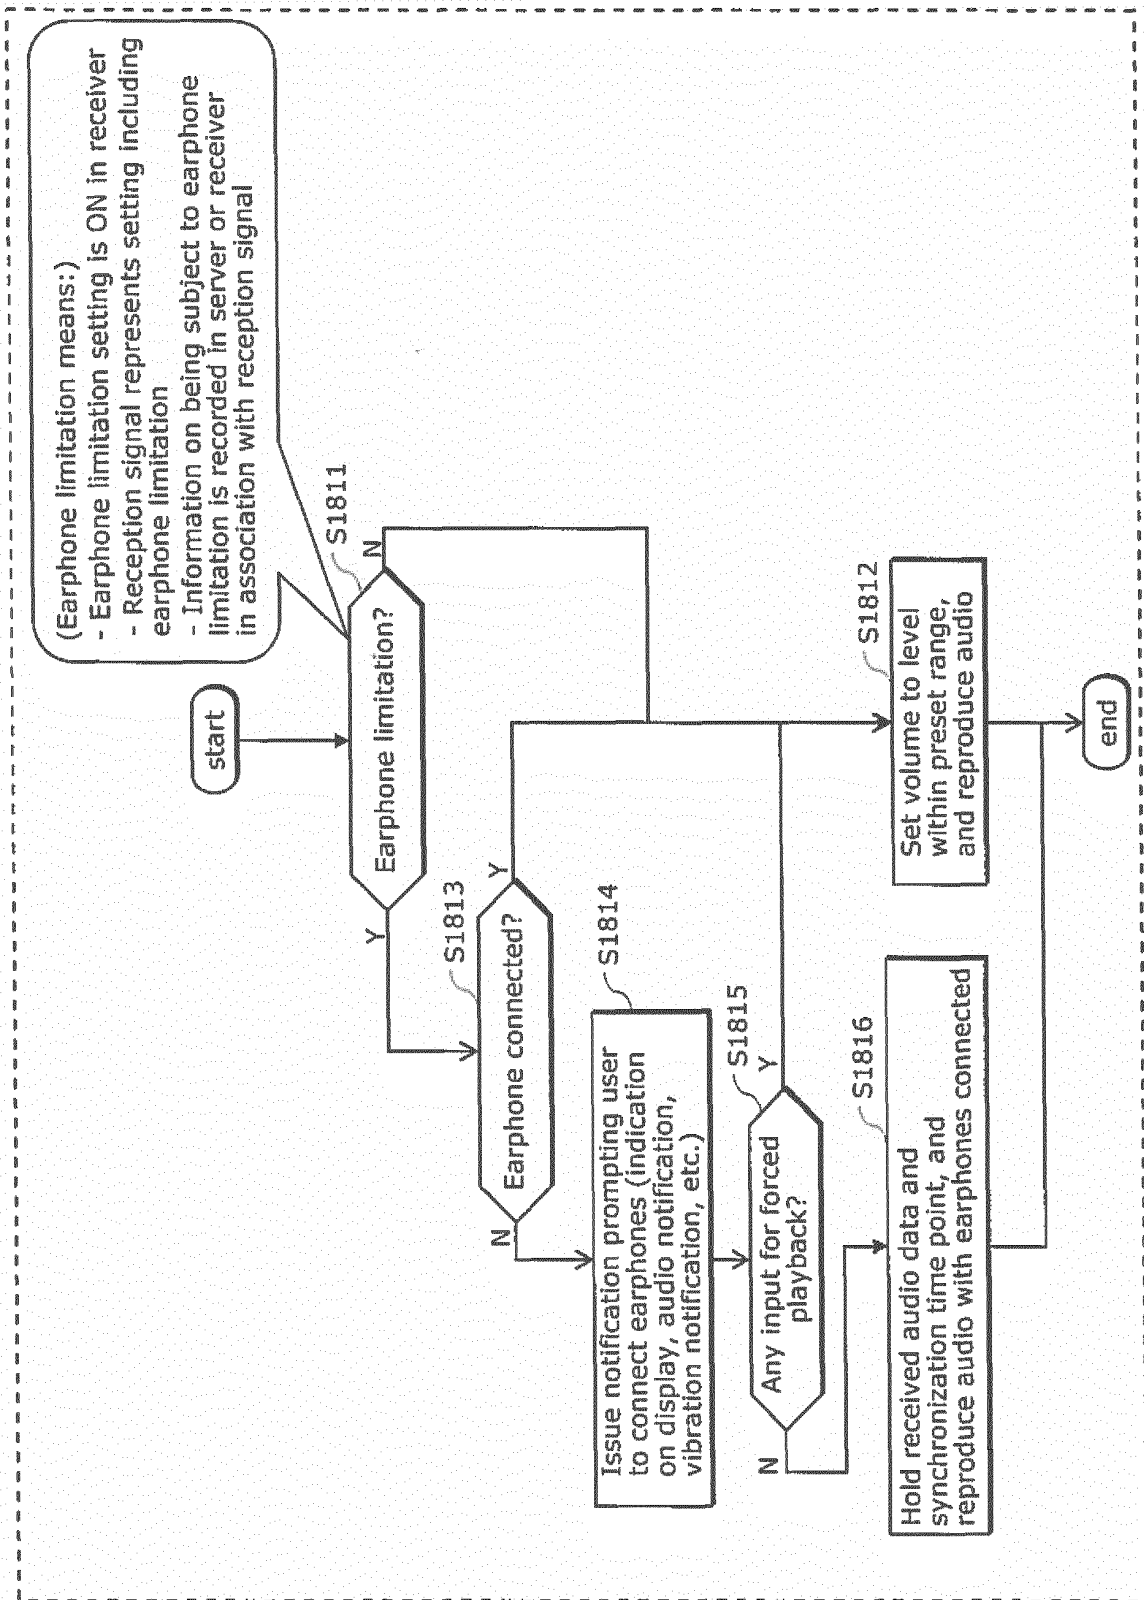 (Earphone limitation means:)
- Earphone limitation setting is ON in receiver
- Reception signal represents setting including
earphone limitation
- Information on being subject to earphone
limitation is recorded in server or receiver
in association with reception signal
start
S1811
Earphone limitation?
Y
N
S1813
Earphone connected?
N
Y
S1814
Issue notification prompting user
to connect earphones (indication
on display, audio notification,
vibration notification, etc.)
S1815
Any input for forced
playback?
N
Y
S1816
Hold received audio data and
synchronization time point, and
reproduce audio with earphones connected
S1812
Set volume to level
within preset range,
and reproduce audio
end